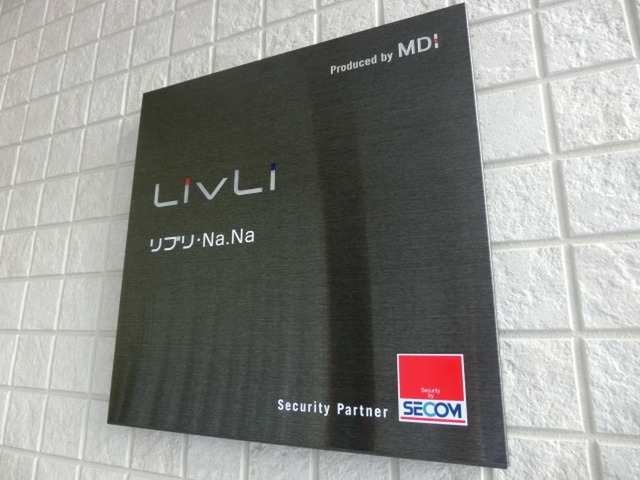 Produced by MDI
LIVLI
リブリ・Na.Na
Security Partner
Security
by
SECOM